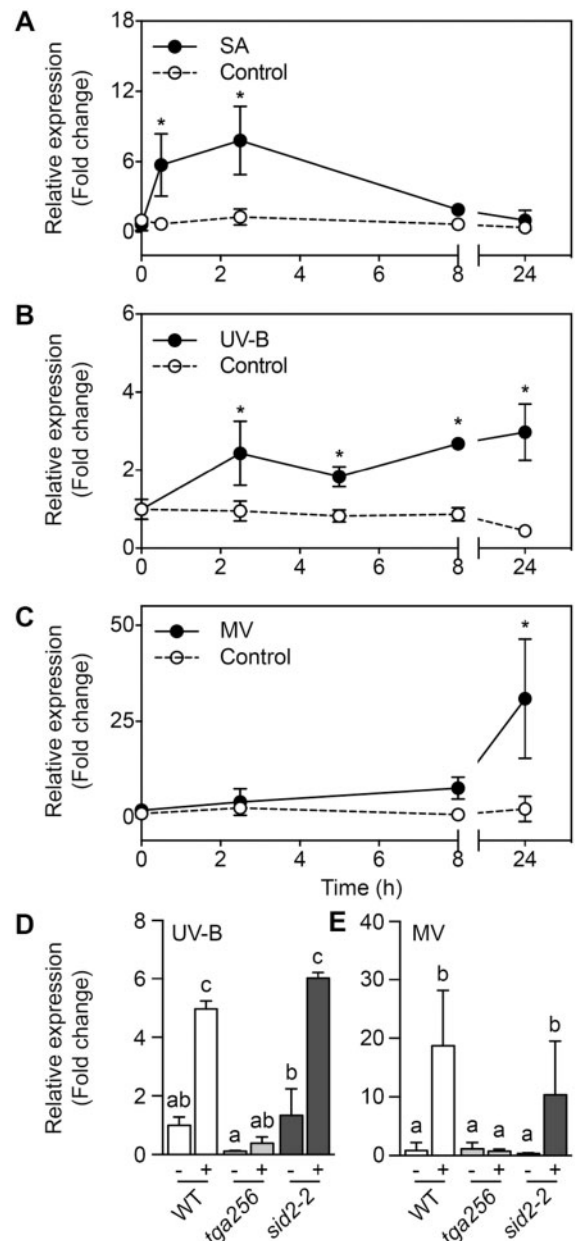 A
Relative expression
(Fold change)
18
12
6
0
SA
Control
*
*
0 2 4 6 8 24
B
Relative expression
(Fold change)
6
4
2
0
UV-B
Control
*
*
*
*
0 2 4 6 8 24
C
Relative expression
(Fold change)
50
25
0
MV
Control
*
0 2 4 6 8 24
Time (h)
D
Relative expression
(Fold change)
8
6
4
2
0
UV-B
ab c a ab b c
- + - + - +
WT tga256 sid2-2
E
40
30
20
10
0
MV
a b a a a b
- + - + - +
WT tga256 sid2-2